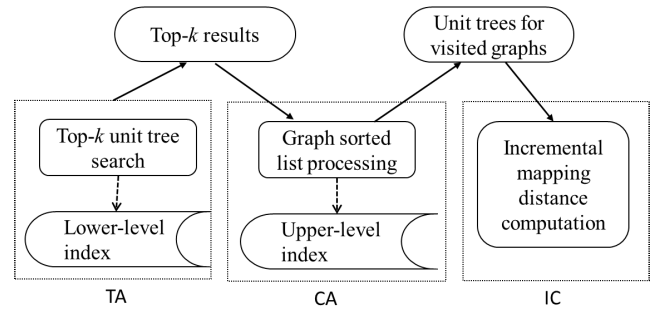 Top-k results
Unit trees for
visited graphs
Top-k unit tree
search
Lower-level
index
TA
Graph sorted
list processing
Upper-level
index
CA
Incremental
mapping
distance
computation
IC